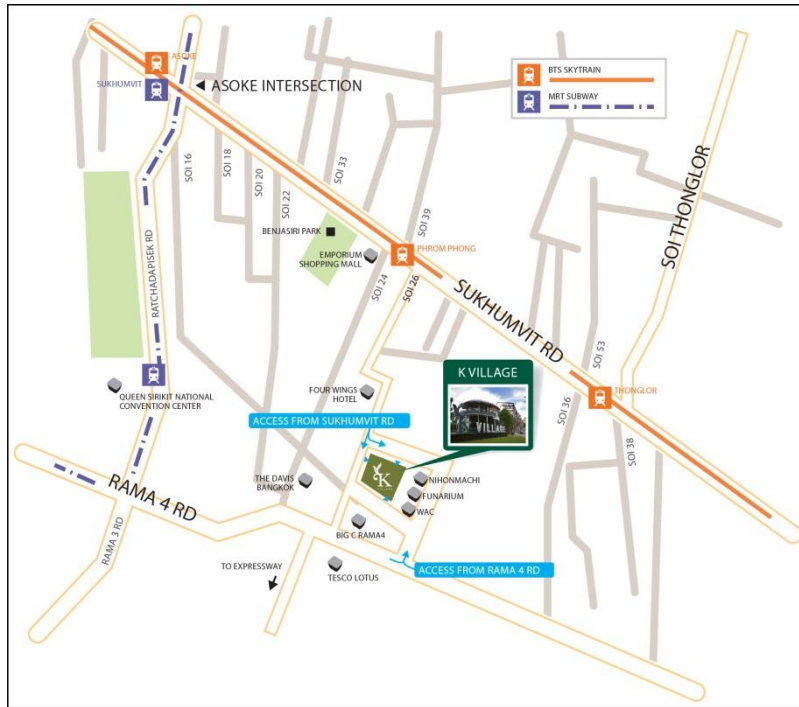 ASOKE
SUKHUMVIT
ASOKE INTERSECTION
BTS SKYTRAIN
MRT SUBWAY
SOI 16
SOI 18
SOI 20
SOI 22
SOI 33
SOI 39
BENJASIRI PARK
EMPORIUM
SHOPPING MALL
PHROM PHONG
SOI 24
SOI 26
SOI THONGLOR
RATCHADAPISEK RD
SUKHUMVIT RD
SOI 53
THONGLOR
SOI 36
SOI 38
K VILLAGE
VILLAGE
QUEEN SIRIKIT NATIONAL
CONVENTION CENTER
FOUR WINGS
HOTEL
ACCESS FROM SUKHUMVIT RD
K
THE DAVIS
BANGKOK
NIHONMACHI
FUNARIUM
WAC
RAMA 4 RD
RAMA 3 RD
BIG C RAMA4
TO EXPRESSWAY
TESCO LOTUS
ACCESS FROM RAMA 4 RD